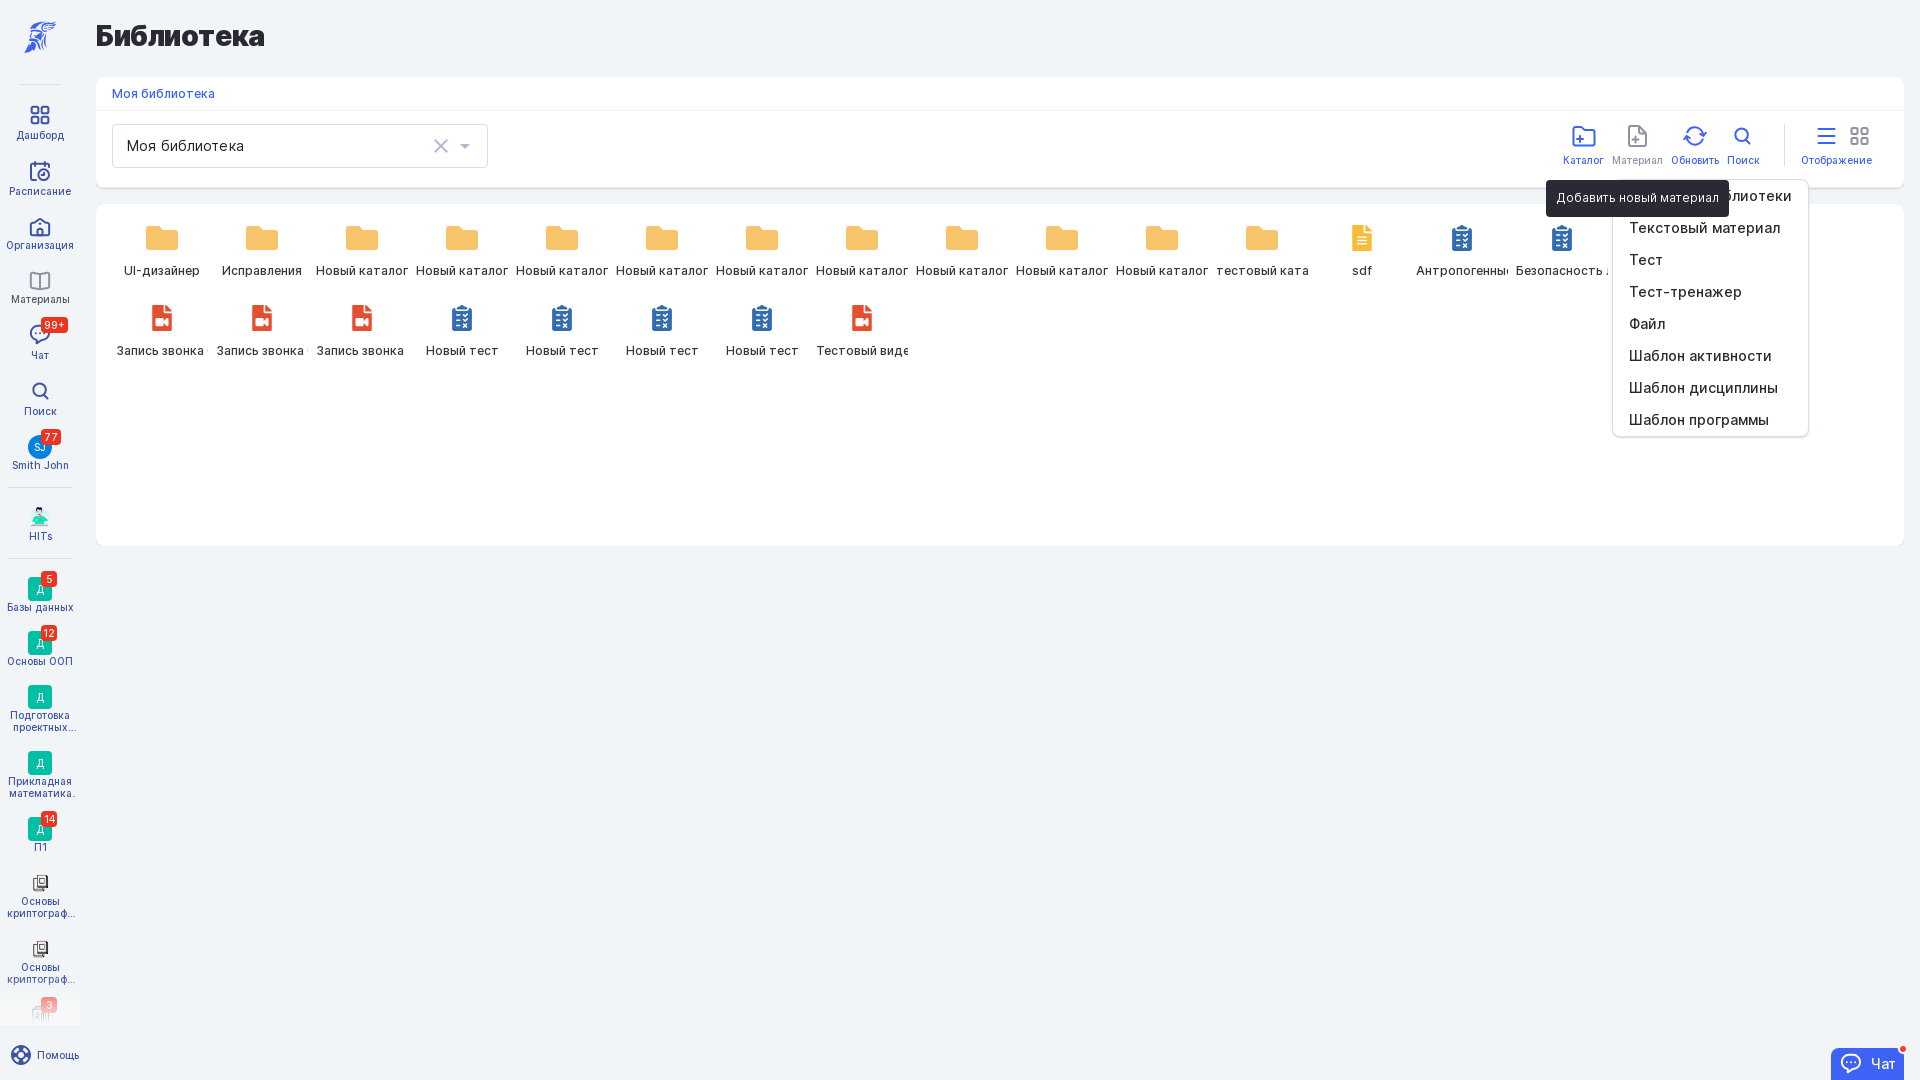 Библиотека
Моя библиотека
Моя библиотека
Каталог
Материал
Обновить
Поиск
Отображение
Добавить новый материал
блиотеки
Текстовый материал
Тест
Тест-тренажер
Файл
Шаблон активности
Шаблон дисциплины
Шаблон программы
UI-дизайнер
Исправления
Новый каталог
Новый каталог
Новый каталог
Новый каталог
Новый каталог
Новый каталог
Новый каталог
Новый каталог
Новый каталог
тестовый ката
sdf
Антропогенные
Безопасность
Запись звонка
Запись звонка
Запись звонка
Новый тест
Новый тест
Новый тест
Новый тест
Тестовый виде
Дашборд
Расписание
Организация
Материалы
99+
Чат
Поиск
77
SJ
Smith John
HITs
5
Д
Базы данных
12
Д
Основы ООП
Д
Подготовка
проектных...
Д
Прикладная
математика.
14
Д
П1
Основы
криптограф...
Основы
криптограф...
3
Помощь
Чат